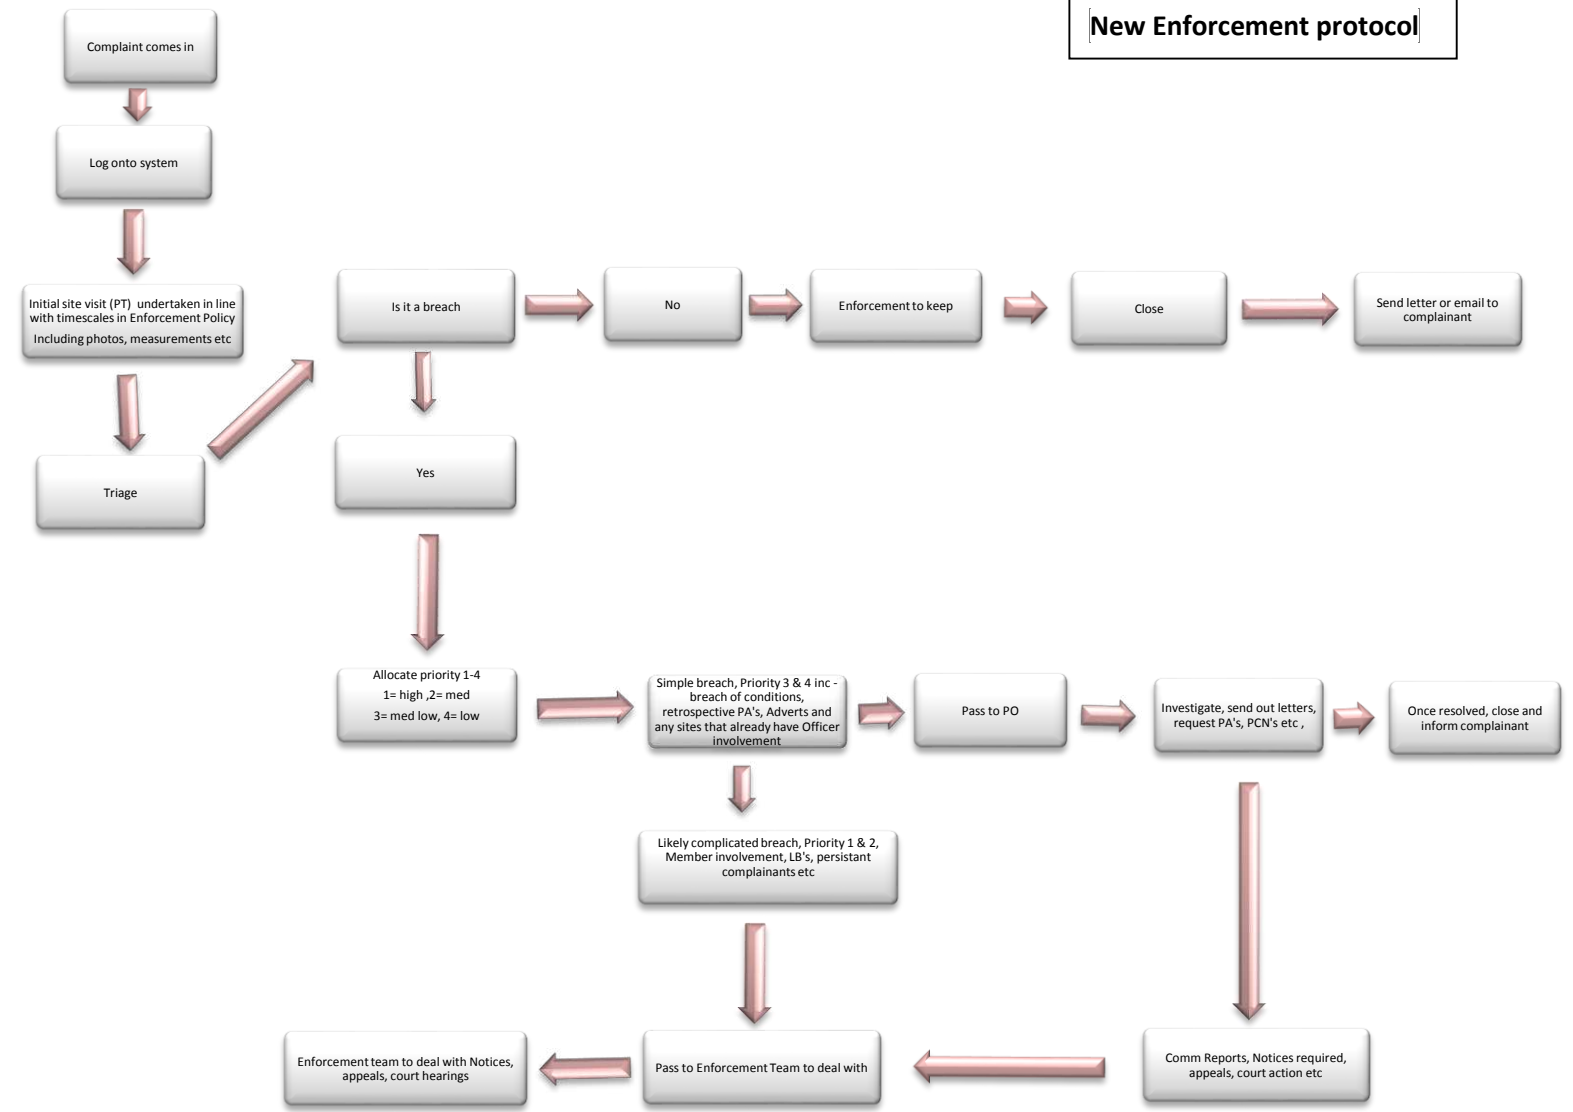 New Enforcement protocol
Complaint comes in
Log onto system
Initial site visit (PT) undertaken in line
with timescales in Enforcement Policy
Including photos, measurements etc
Triage
Is it a breach
No
Enforcement to keep
Close
Send letter or email to
complainant
Yes
Allocate priority 1-4
1= high ,2= med
3= med low, 4= low
Simple breach, Priority 3 & 4 inc -
breach of conditions,
retrospective PA's, Adverts and
any sites that already have Officer
involvement
Pass to PO
Investigate, send out letters,
request PA's, PCN's etc ,
Once resolved, close and
inform complainant
Likely complicated breach, Priority 1 & 2,
Member involvement, LB's, persistant
complainants etc
Enforcement team to deal with Notices,
appeals, court hearings
Pass to Enforcement Team to deal with
Comm Reports, Notices required,
appeals, court action etc